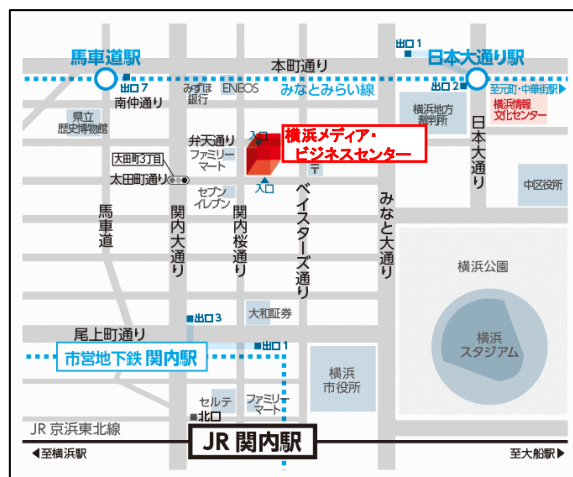 馬車道駅
日本大通り駅
本町通り
出口1
出口7
出口2
みなとみらい線
至元町・中華街駅
南仲通り
みずほ
銀行
ENEOS
県立
歴史博物館
横浜地方
裁判所
横浜情報
文化センター
弁天通り
入口
横浜メディア・
ビジネスセンター
ファミリー
マート
大田町3丁目
太田町通り
〒
入口
セブン
イレブン
日本大通り
中区役所
馬車道
関内大通り
関内桜通り
ベイスターズ通り
みなと大通り
横浜公園
大和証券
出口3
尾上町通り
出口1
横浜
スタジアム
市営地下鉄 関内駅
横浜
市役所
セルテ
ファミリー
マート
北口
JR 京浜東北線
JR 関内駅
至横浜駅
至大船駅